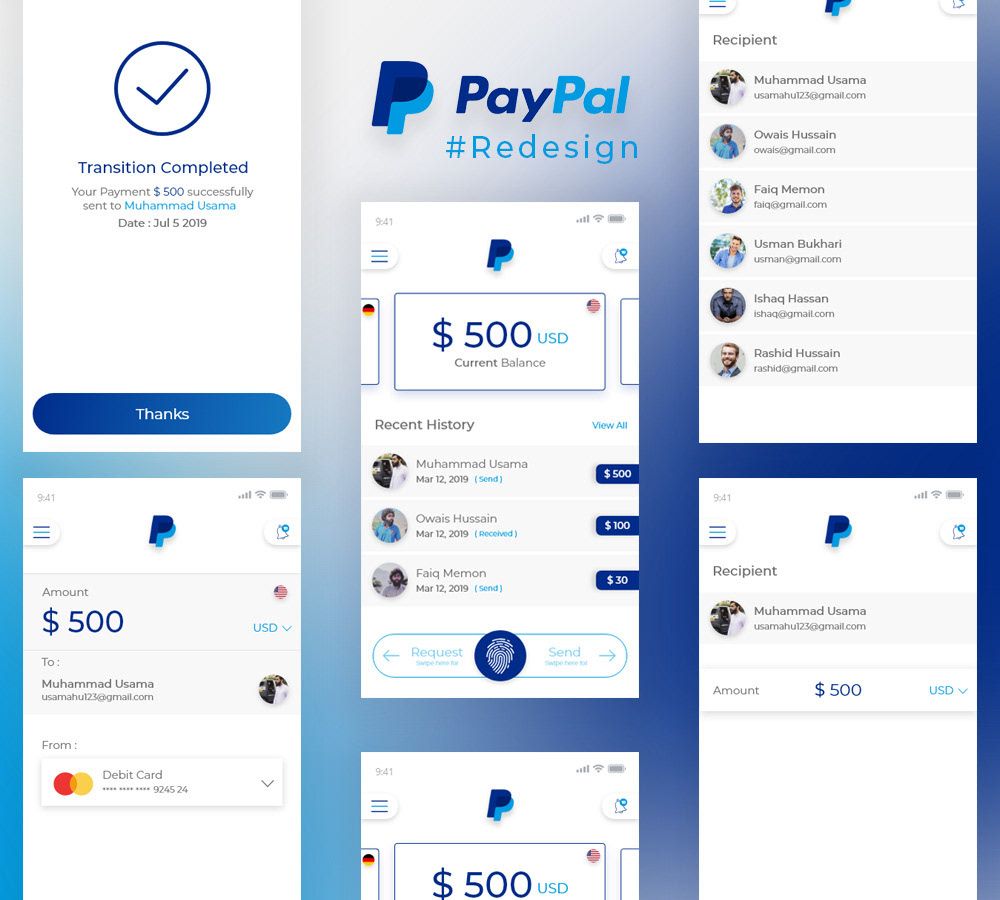 Transition Completed
Your Payment $ 500 successfully
sent to Muhammad Usama
Date : Jul 5 2019
Thanks
9:41
Amount
$ 500
USD
To :
Muhammad Usama
usamahu123@gmail.com
From :
Debit Card
**** **** **** 9245 24
PayPal
#Redesign
9:41
$ 500 USD
Current Balance
Recent History View All
Muhammad Usama
Mar 12, 2019 ( Send )
$ 500
Owais Hussain
Mar 12, 2019 ( Received )
$ 100
Faiq Memon
Mar 12, 2019 ( Send )
$ 30
Request
Swipe here for
Send
Swipe here for
9:41
$ 500 USD
Recipient
Muhammad Usama
usamahu123@gmail.com
Owais Hussain
owais@gmail.com
Faiq Memon
faiq@gmail.com
Usman Bukhari
usman@gmail.com
Ishaq Hassan
ishaq@gmail.com
Rashid Hussain
rashid@gmail.com
9:41
Recipient
Muhammad Usama
usamahu123@gmail.com
Amount $ 500 USD